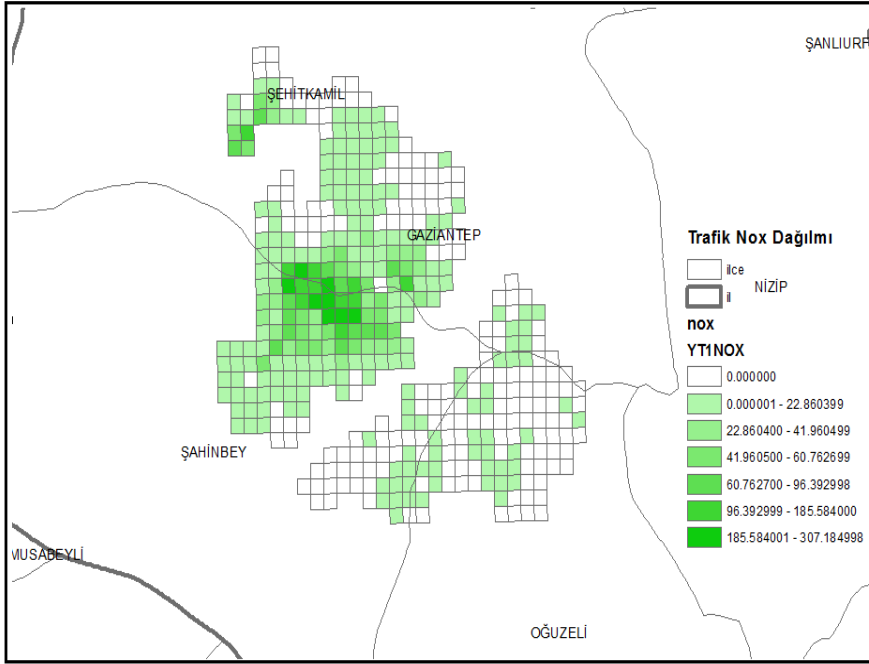 ŞANLIURF
ŞEHİTKAMİL
GAZİANTEP
Trafik Nox Dağılmı
ilce
il
NİZİP
nox
YT1NOX
0.000000
0.000001 - 22.860399
22.860400 - 41.960499
41.960500 - 60.762699
60.762700 - 96.392998
96.392999 - 185.584000
185.584001 - 307.184998
ŞAHİNBEY
MUSABEYLİ
OĞUZELİ